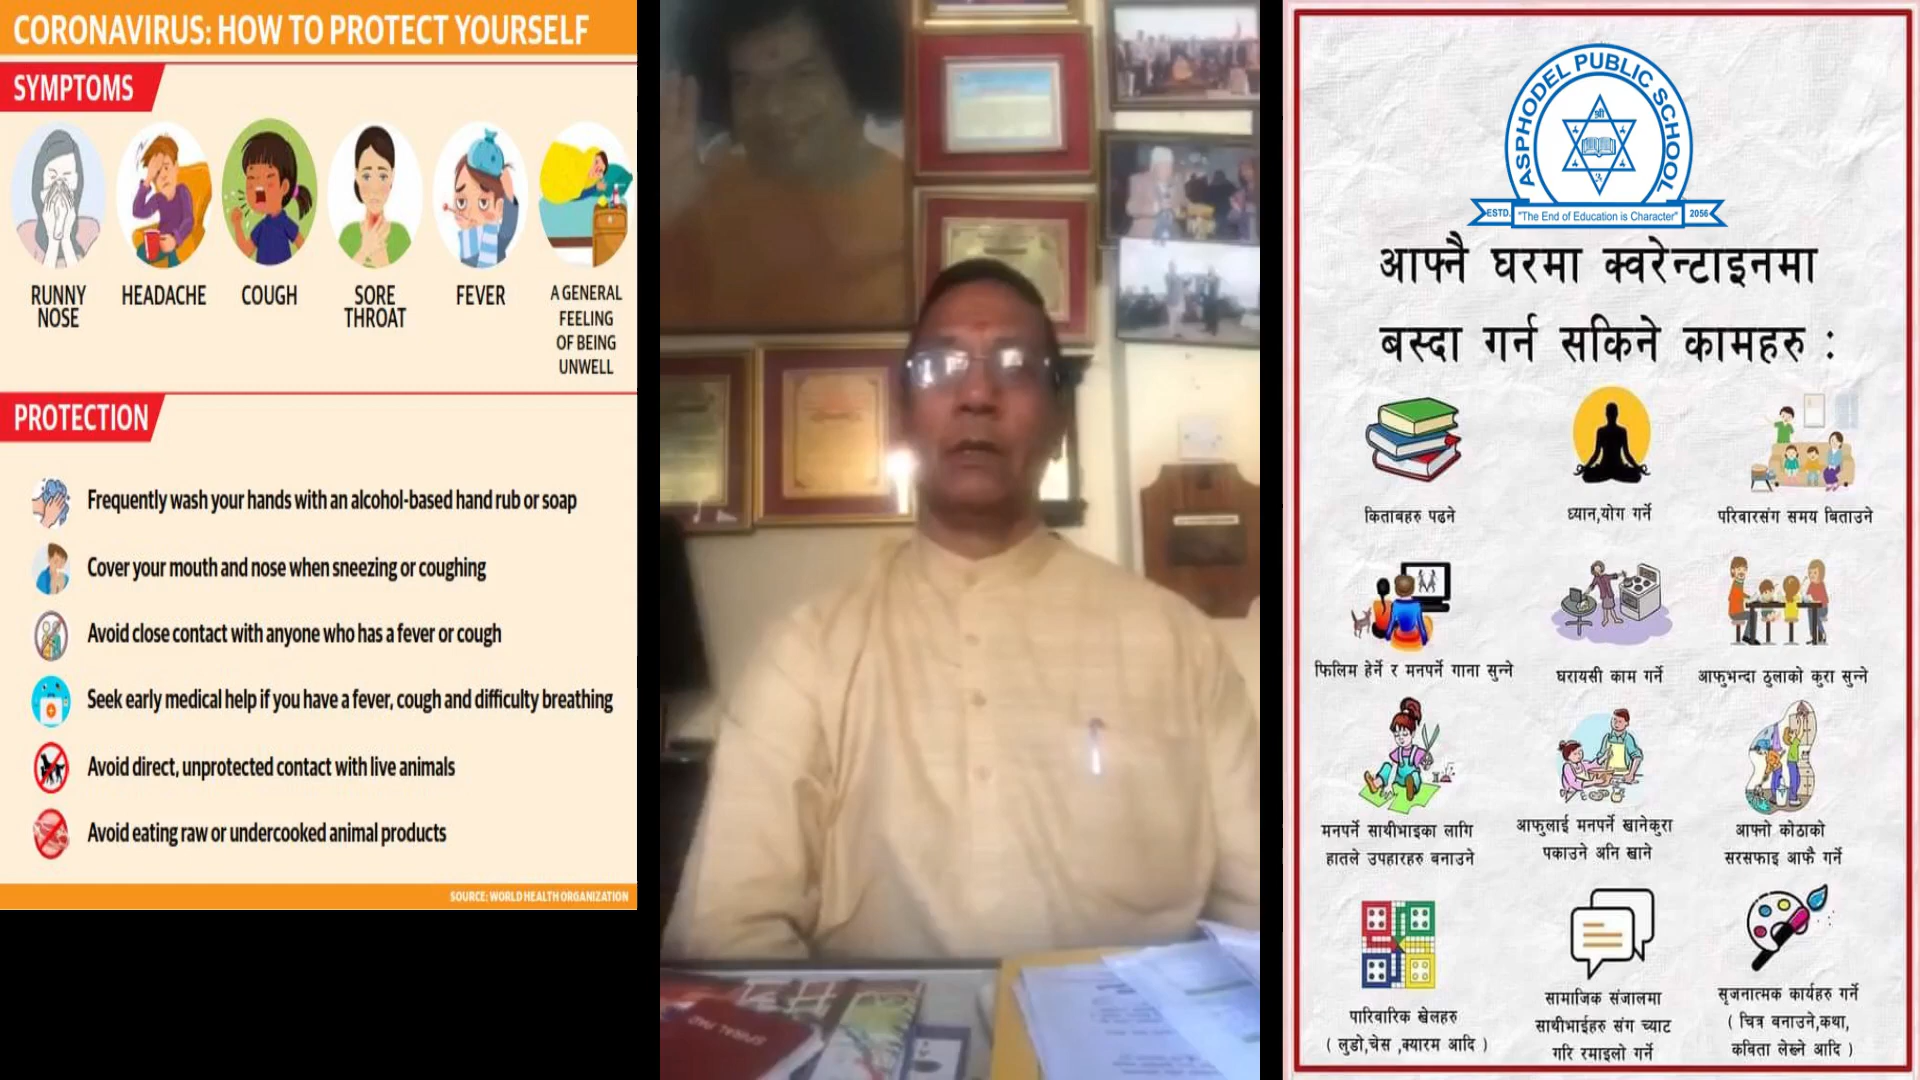 CORONAVIRUS: HOW TO PROTECT YOURSELF
SYMPTOMS
RUNNY
NOSE
HEADACHE
COUGH
SORE
THROAT
FEVER
A GENERAL
FEELING
OF BEING
UNWELL
PROTECTION
Frequently wash your hands with an alcohol-based hand rub or soap
Cover your mouth and nose when sneezing or coughing
Avoid close contact with anyone who has a fever or cough
Seek early medical help if you have a fever, cough and difficulty breathing
Avoid direct, unprotected contact with live animals
Avoid eating raw or undercooked animal products
SOURCE: WORLD HEALTH ORGANIZATION
SPIRAL PAD
ASPHODEL PUBLIC SCHOOL
श्री
ESTD. "The End of Education is Character" 2056
आफ्नै घरमा क्वरेन्टाइनमा
बस्दा गर्न सकिने कामहरु :
किताबहरु पढने
ध्यान,योग गर्ने
परिवारसंग समय बिताउने
फिलिम हेर्ने र मनपर्ने गाना सुन्ने
घरायसी काम गर्ने
आफुभन्दा ठुलाको कुरा सुन्ने
मनपर्ने साथीभाइका लागि
हातले उपहारहरु बनाउने
आफुलाई मनपर्ने खानेकुरा
पकाउने अनि खाने
आफ्नो कोठाको
सरसफाइ आफै गर्ने
पारिवारिक खेलहरु
( लुडो,चेस ,क्यारम आदि )
सामाजिक संजालमा
साथीभाईहरु संग च्याट
गरि रमाइलो गर्ने
सृजनात्मक कार्यहरु गर्ने
( चित्र बनाउने,कथा,
कविता लेख्ने आदि )